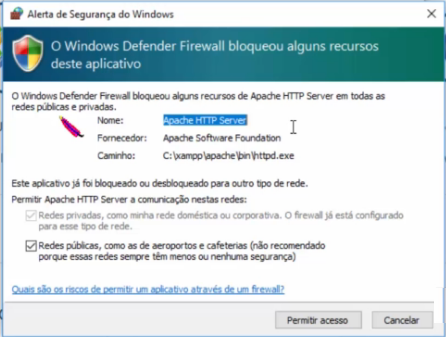 Alerta de Segurança do Windows
O Windows Defender Firewall bloqueou alguns recursos
deste aplicativo
O Windows Defender Firewall bloqueou alguns recursos de Apache HTTP Server em todas as
redes públicas e privadas.
Nome: Apache HTTP Server
Fornecedor: Apache Software Foundation
Caminho: C:\xampp\apache\bin\httpd.exe
Este aplicativo já foi bloqueado ou desbloqueado para outro tipo de rede.
Permitir Apache HTTP Server a comunicação nestas redes:
Redes privadas, como minha rede doméstica ou corporativa. O firewall já está configurado
para esse tipo de rede.
Redes públicas, como as de aeroportos e cafeterias (não recomendado
porque essas redes sempre têm menos ou nenhuma segurança)
Quais são os riscos de permitir um aplicativo através de um firewall?
Permitir acesso
Cancelar